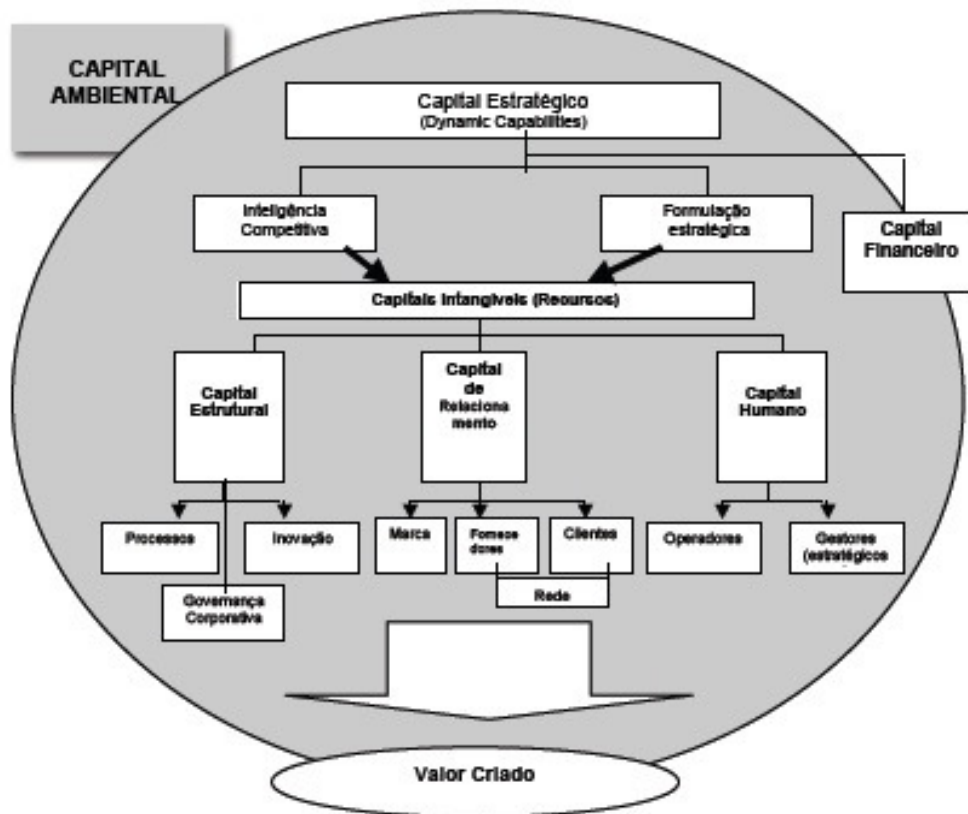 CAPITAL
AMBIENTAL
Capital Estratégico
(Dynamic Capabilities)
Inteligência
Competitiva
Formulação
estratégica
Capital
Financeiro
Capitais Intangíveis (Recursos)
Capital
Estrutural
Capital
de
Relaciona
mento
Capital
Humano
Processos
Inovação
Marca
Fornece
dores
Clientes
Operadores
Gestores
(estratégicos
Rede
Governança
Corporativa
Valor Criado